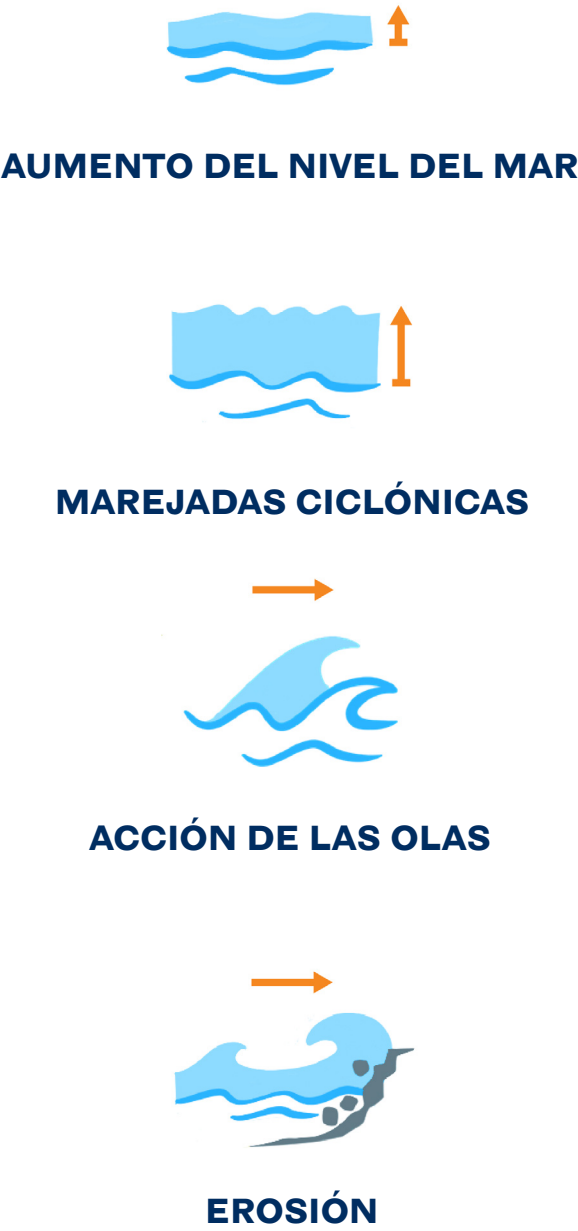 AUMENTO DEL NIVEL DEL MAR
MAREJADAS CICLÓNICAS
ACCIÓN DE LAS OLAS
EROSIÓN